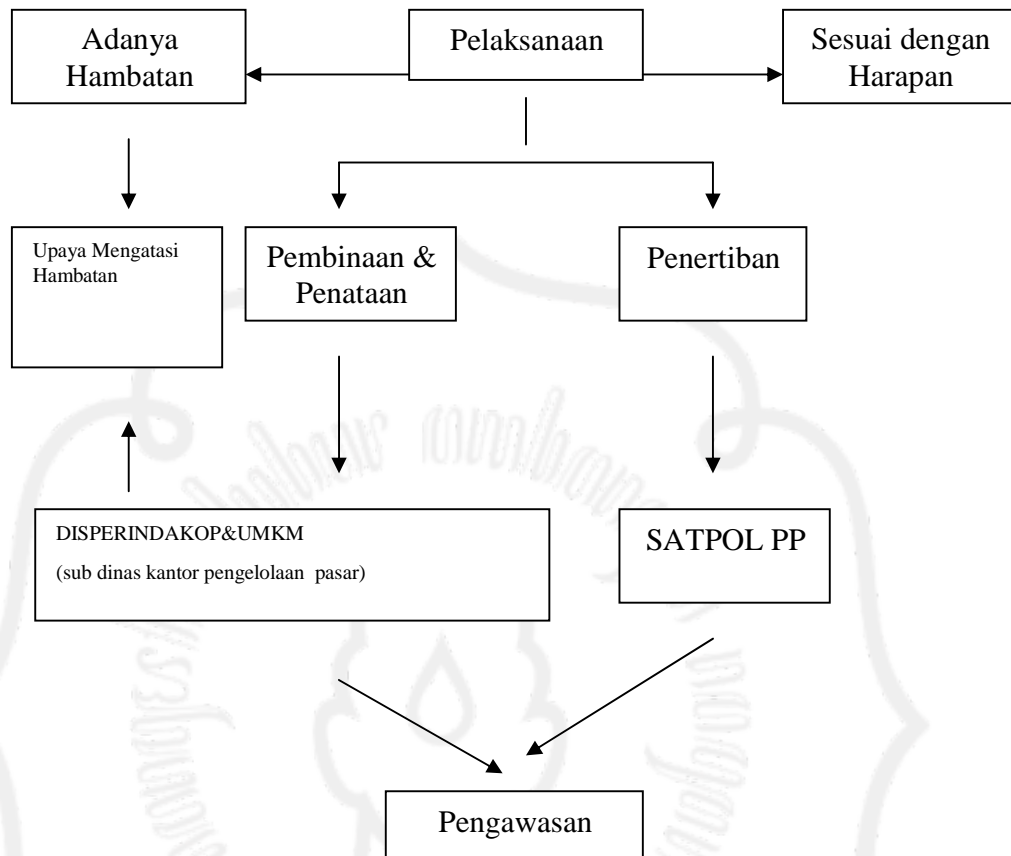 Adanya
Hambatan
Pelaksanaan
Sesuai dengan
Harapan
Upaya Mengatasi
Hambatan
Pembinaan &
Penataan
Penertiban
DISPERINDAKOP&UMKM
(sub dinas kantor pengelolaan pasar)
SATPOL PP
Pengawasan